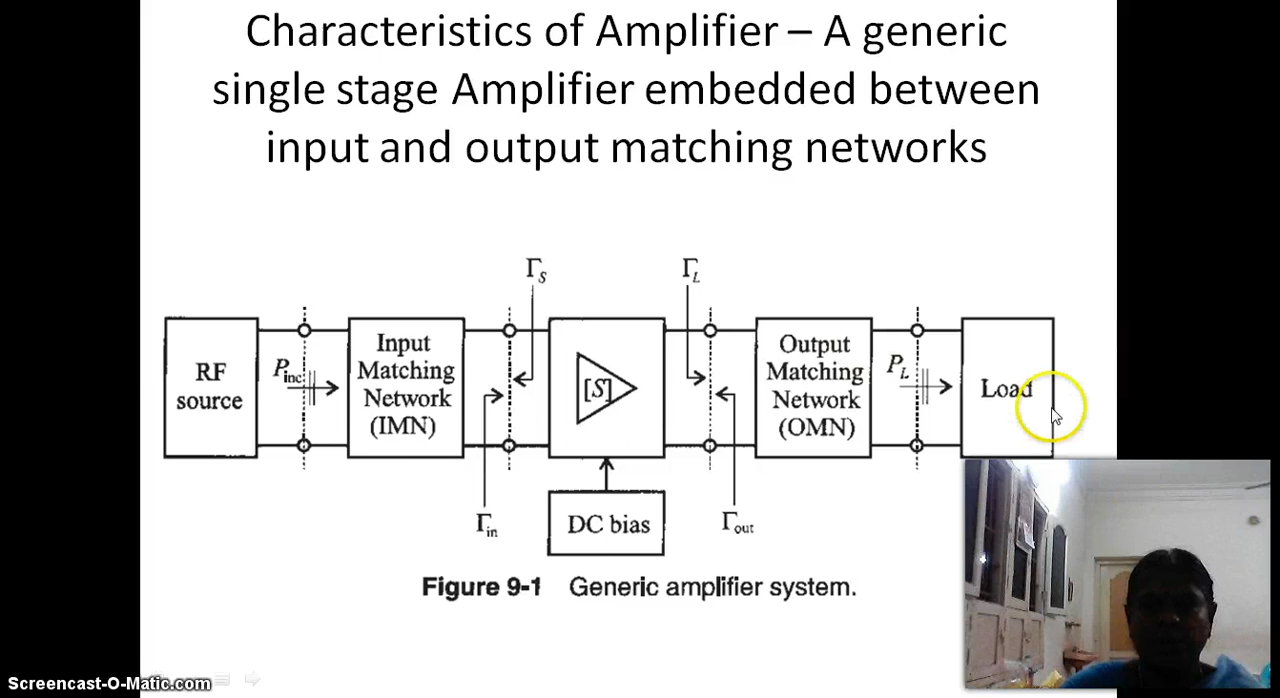 Characteristics of Amplifier – A generic
single stage Amplifier embedded between
input and output matching networks
ΓS
ΓL
RF
source
Pinc
Input
Matching
Network
(IMN)
[S]
Output
Matching
Network
(OMN)
PL
Load
Γin
DC bias
Γout
Figure 9-1 Generic amplifier system.
Screencast-O-Matic.com